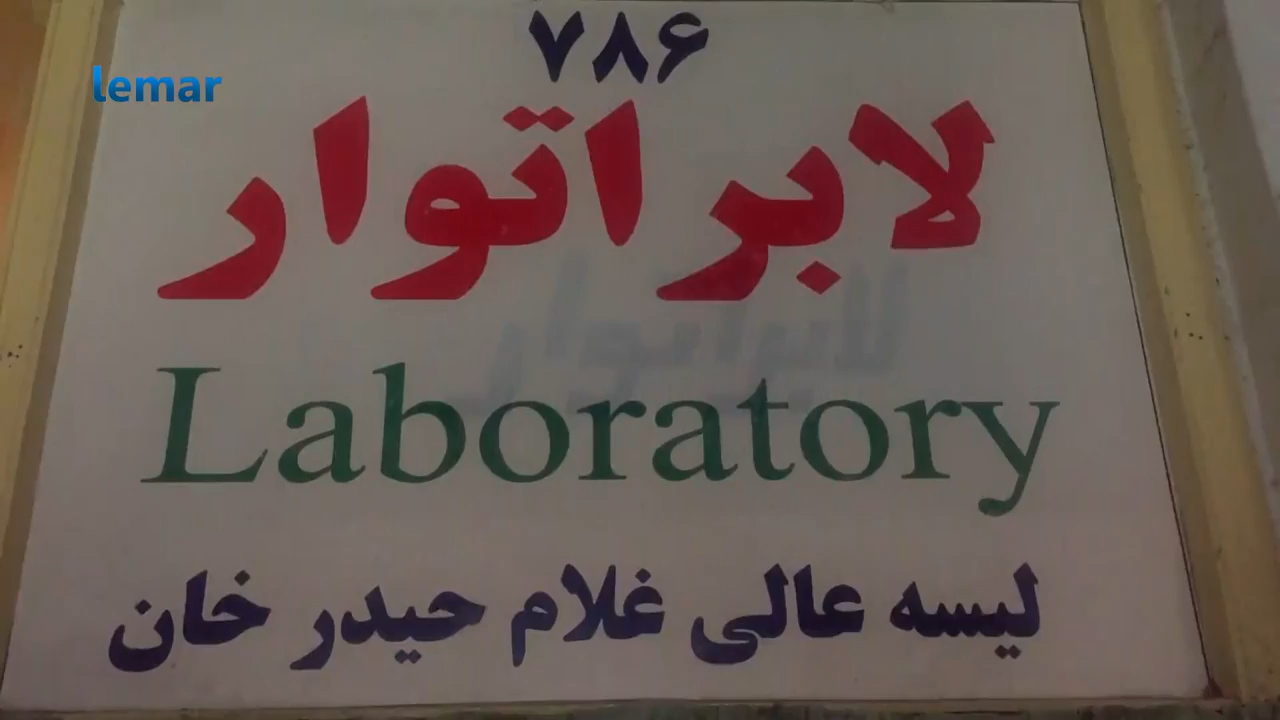 ۷۸۶
lemar
لابراتوار
Laboratory
لیسه عالی غلام حیدر خان